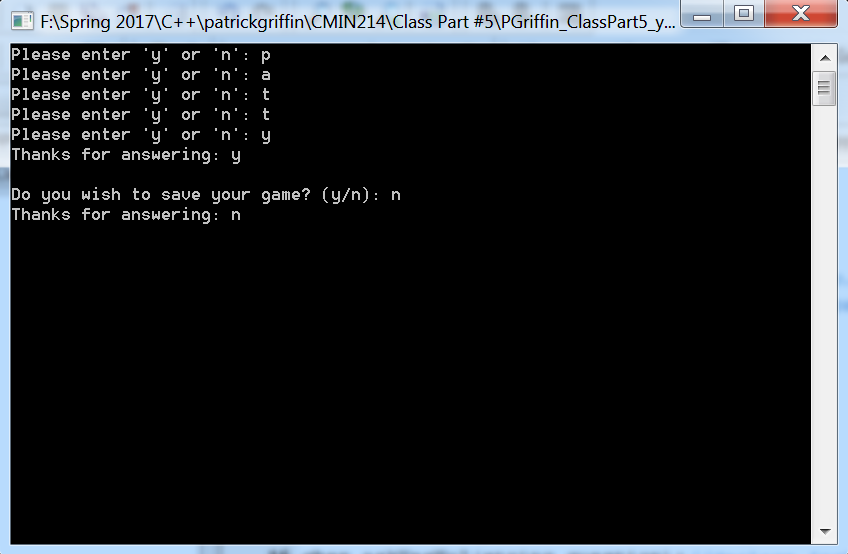 F:\Spring 2017\C++\patrickgriffin\CMIN214\Class Part #5\PGriffin_ClassPart5_y...
Please enter 'y' or 'n': p
Please enter 'y' or 'n': a
Please enter 'y' or 'n': t
Please enter 'y' or 'n': t
Please enter 'y' or 'n': y
Thanks for answering: y
Do you wish to save your game? (y/n): n
Thanks for answering: n